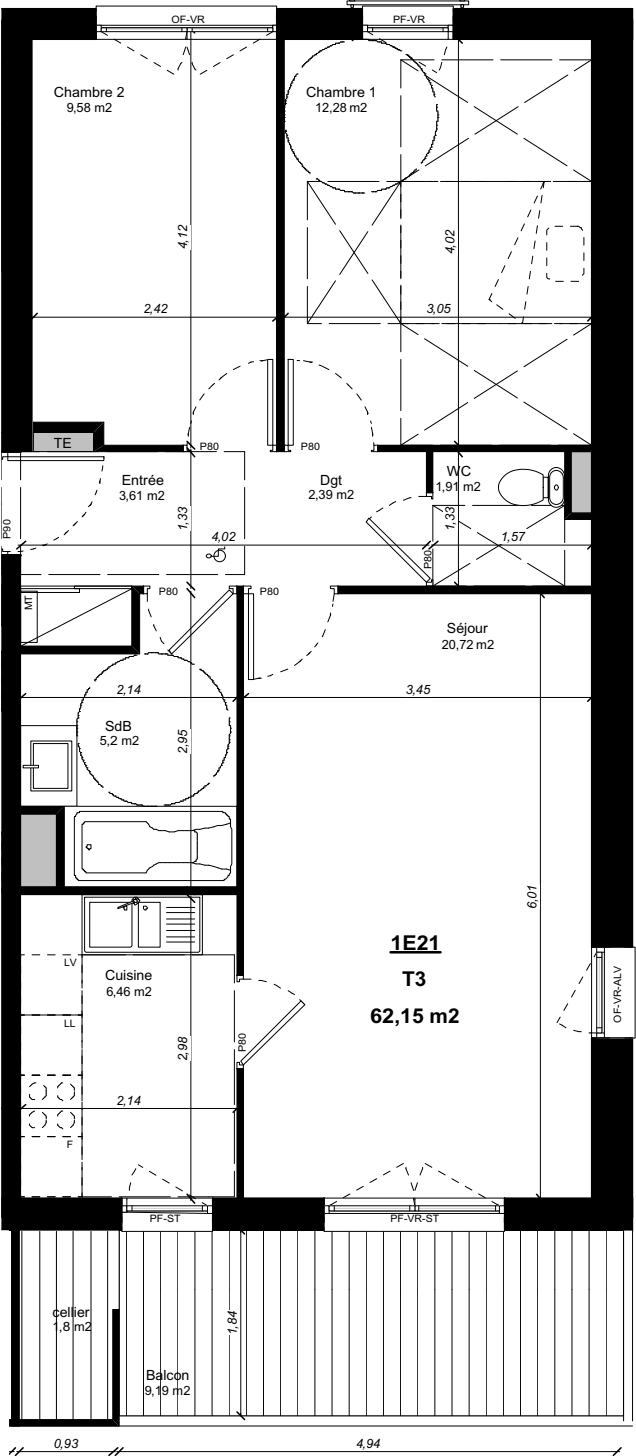 OF-VR
PF-VR
Chambre 2
9,58 m2
Chambre 1
12,28 m2
4,12
4,02
2,42
3,05
TE
P80
P80
WC
1,91 m2
Entrée
3,61 m2
Dgt
2,39 m2
1,33
1,33
P90
4,02
1,57
P80
P80
P80
MT
Séjour
20,72 m2
2,14
3,45
SdB
5,2 m2
2,95
6,01
1E21
T3
62,15 m2
LV
Cuisine
6,46 m2
OF-VR-ALV
LL
2,98
P80
2,14
F
PF-ST
PF-VR-ST
cellier
1,8 m2
1,84
Balcon
9,19 m2
0,93
4,94